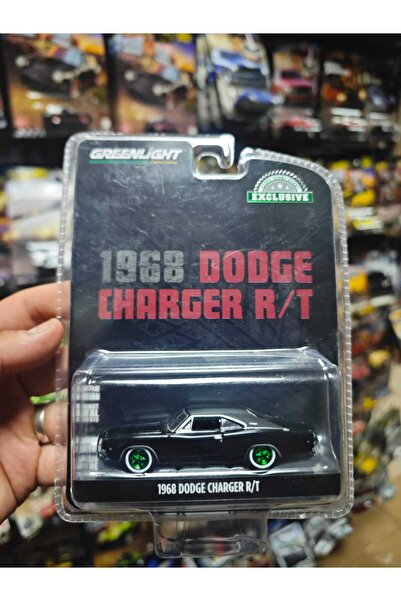 GREENLIGHT
EXCLUSIVE
1968 DODGE
CHARGER R/T
1968 DODGE CHARGER R/T